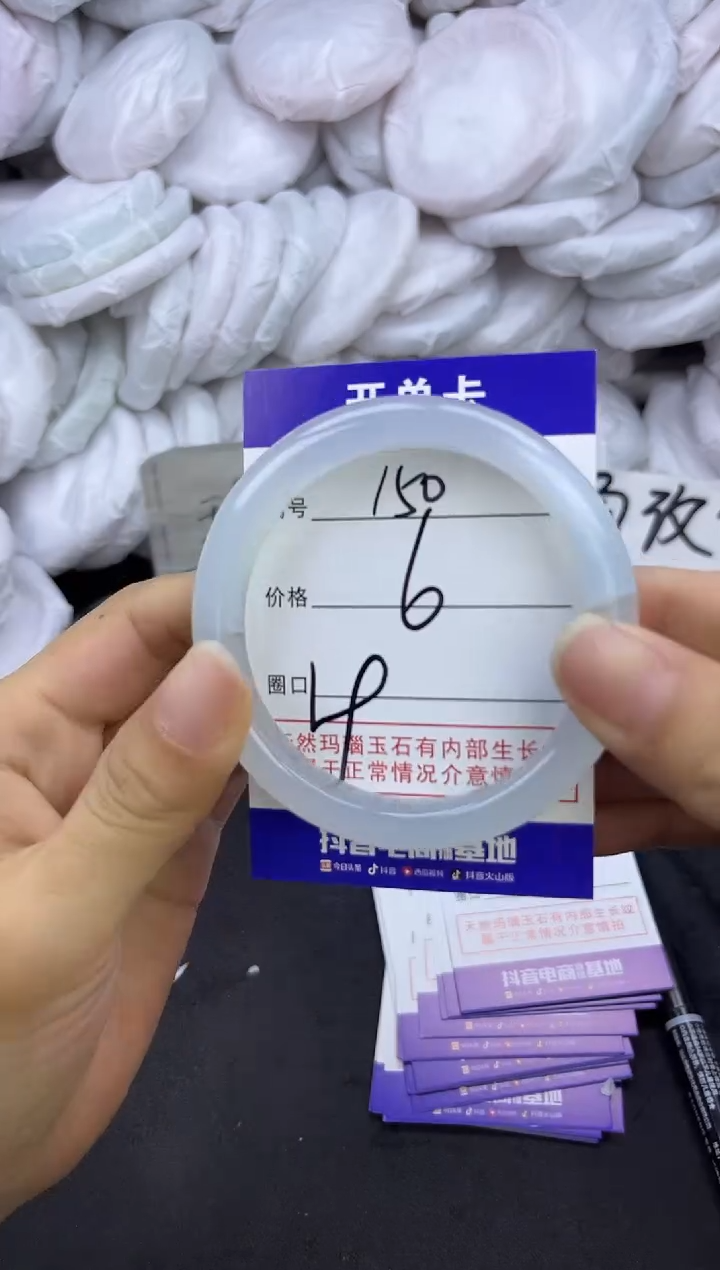 开单卡
号 150
价格 6
圈口 4
然玛瑙玉石有内部生长
属于正常情况介意慎
抖音电商基地
今日头条 抖音 西瓜视频 抖音火山版
改
天然玛瑙玉石有内部生长纹
属于正常情况介意慎拍
抖音电商基地
基地